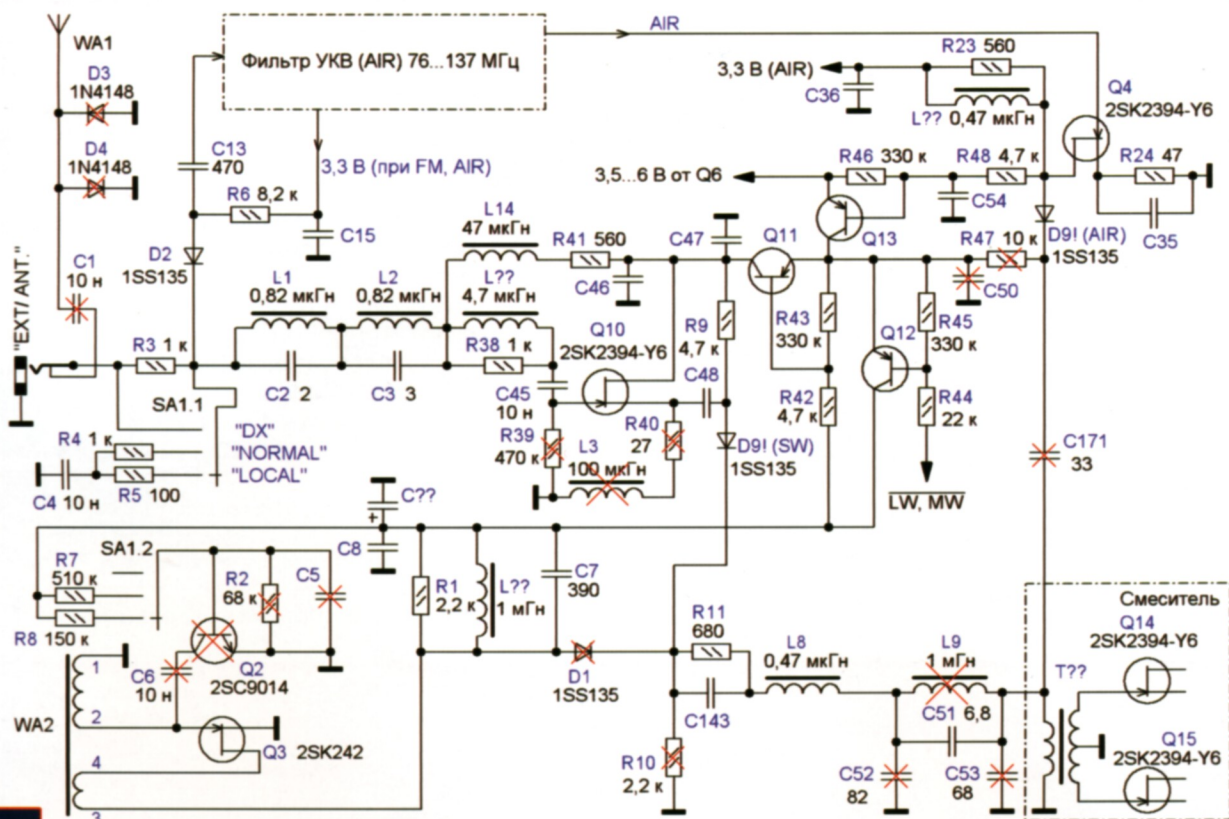 WA1
D3
1N4148
D4
1N4148
C1
10 н
"EXT/ ANT."
Фильтр УКВ (AIR) 76...137 МГц
AIR
C13
470
R6 8,2 к
3,3 В (при FM, AIR)
C15
D2
1SS135
L1
0,82 мкГн
L2
0,82 мкГн
L14
47 мкГн
L??
4,7 мкГн
R41 560
C46
C47
R3 1 к
C2 2
C3 3
R38 1 к
C45
10 н
Q10
2SK2394-Y6
SA1.1
"DX"
"NORMAL"
"LOCAL"
R4 1 к
R5 100
C4
10 н
R39
470 к
L3
100 мкГн
R40
27
C48
R9
4,7 к
D9! (SW)
1SS135
3,3 В (AIR)
C36
R23 560
L?? 0,47 мкГн
Q4
2SK2394-Y6
R24 47
C35
3,5...6 В от Q6
R46 330 к
R48 4,7 к
C54
Q11
Q13
R47
10 к
D9! (AIR)
1SS135
C50
R43
330 к
R42
4,7 к
Q12
R45
330 к
R44
22 к
LW, MW
C171
33
C??
+
C8
R1
2,2 к
L??
1 мГн
C7
390
D1
1SS135
SA1.2
R7
510 к
R8 150 к
R2
68 к
C5
Q2
2SC9014
C6
10 н
WA2
1
2
4
3
Q3 2SK242
R11
680
C143
R10
2,2 к
L8
0,47 мкГн
L9
1 мГн
C51 6,8
C52
82
C53
68
Смеситель
Q14
2SK2394-Y6
T??
Q15
2SK2394-Y6